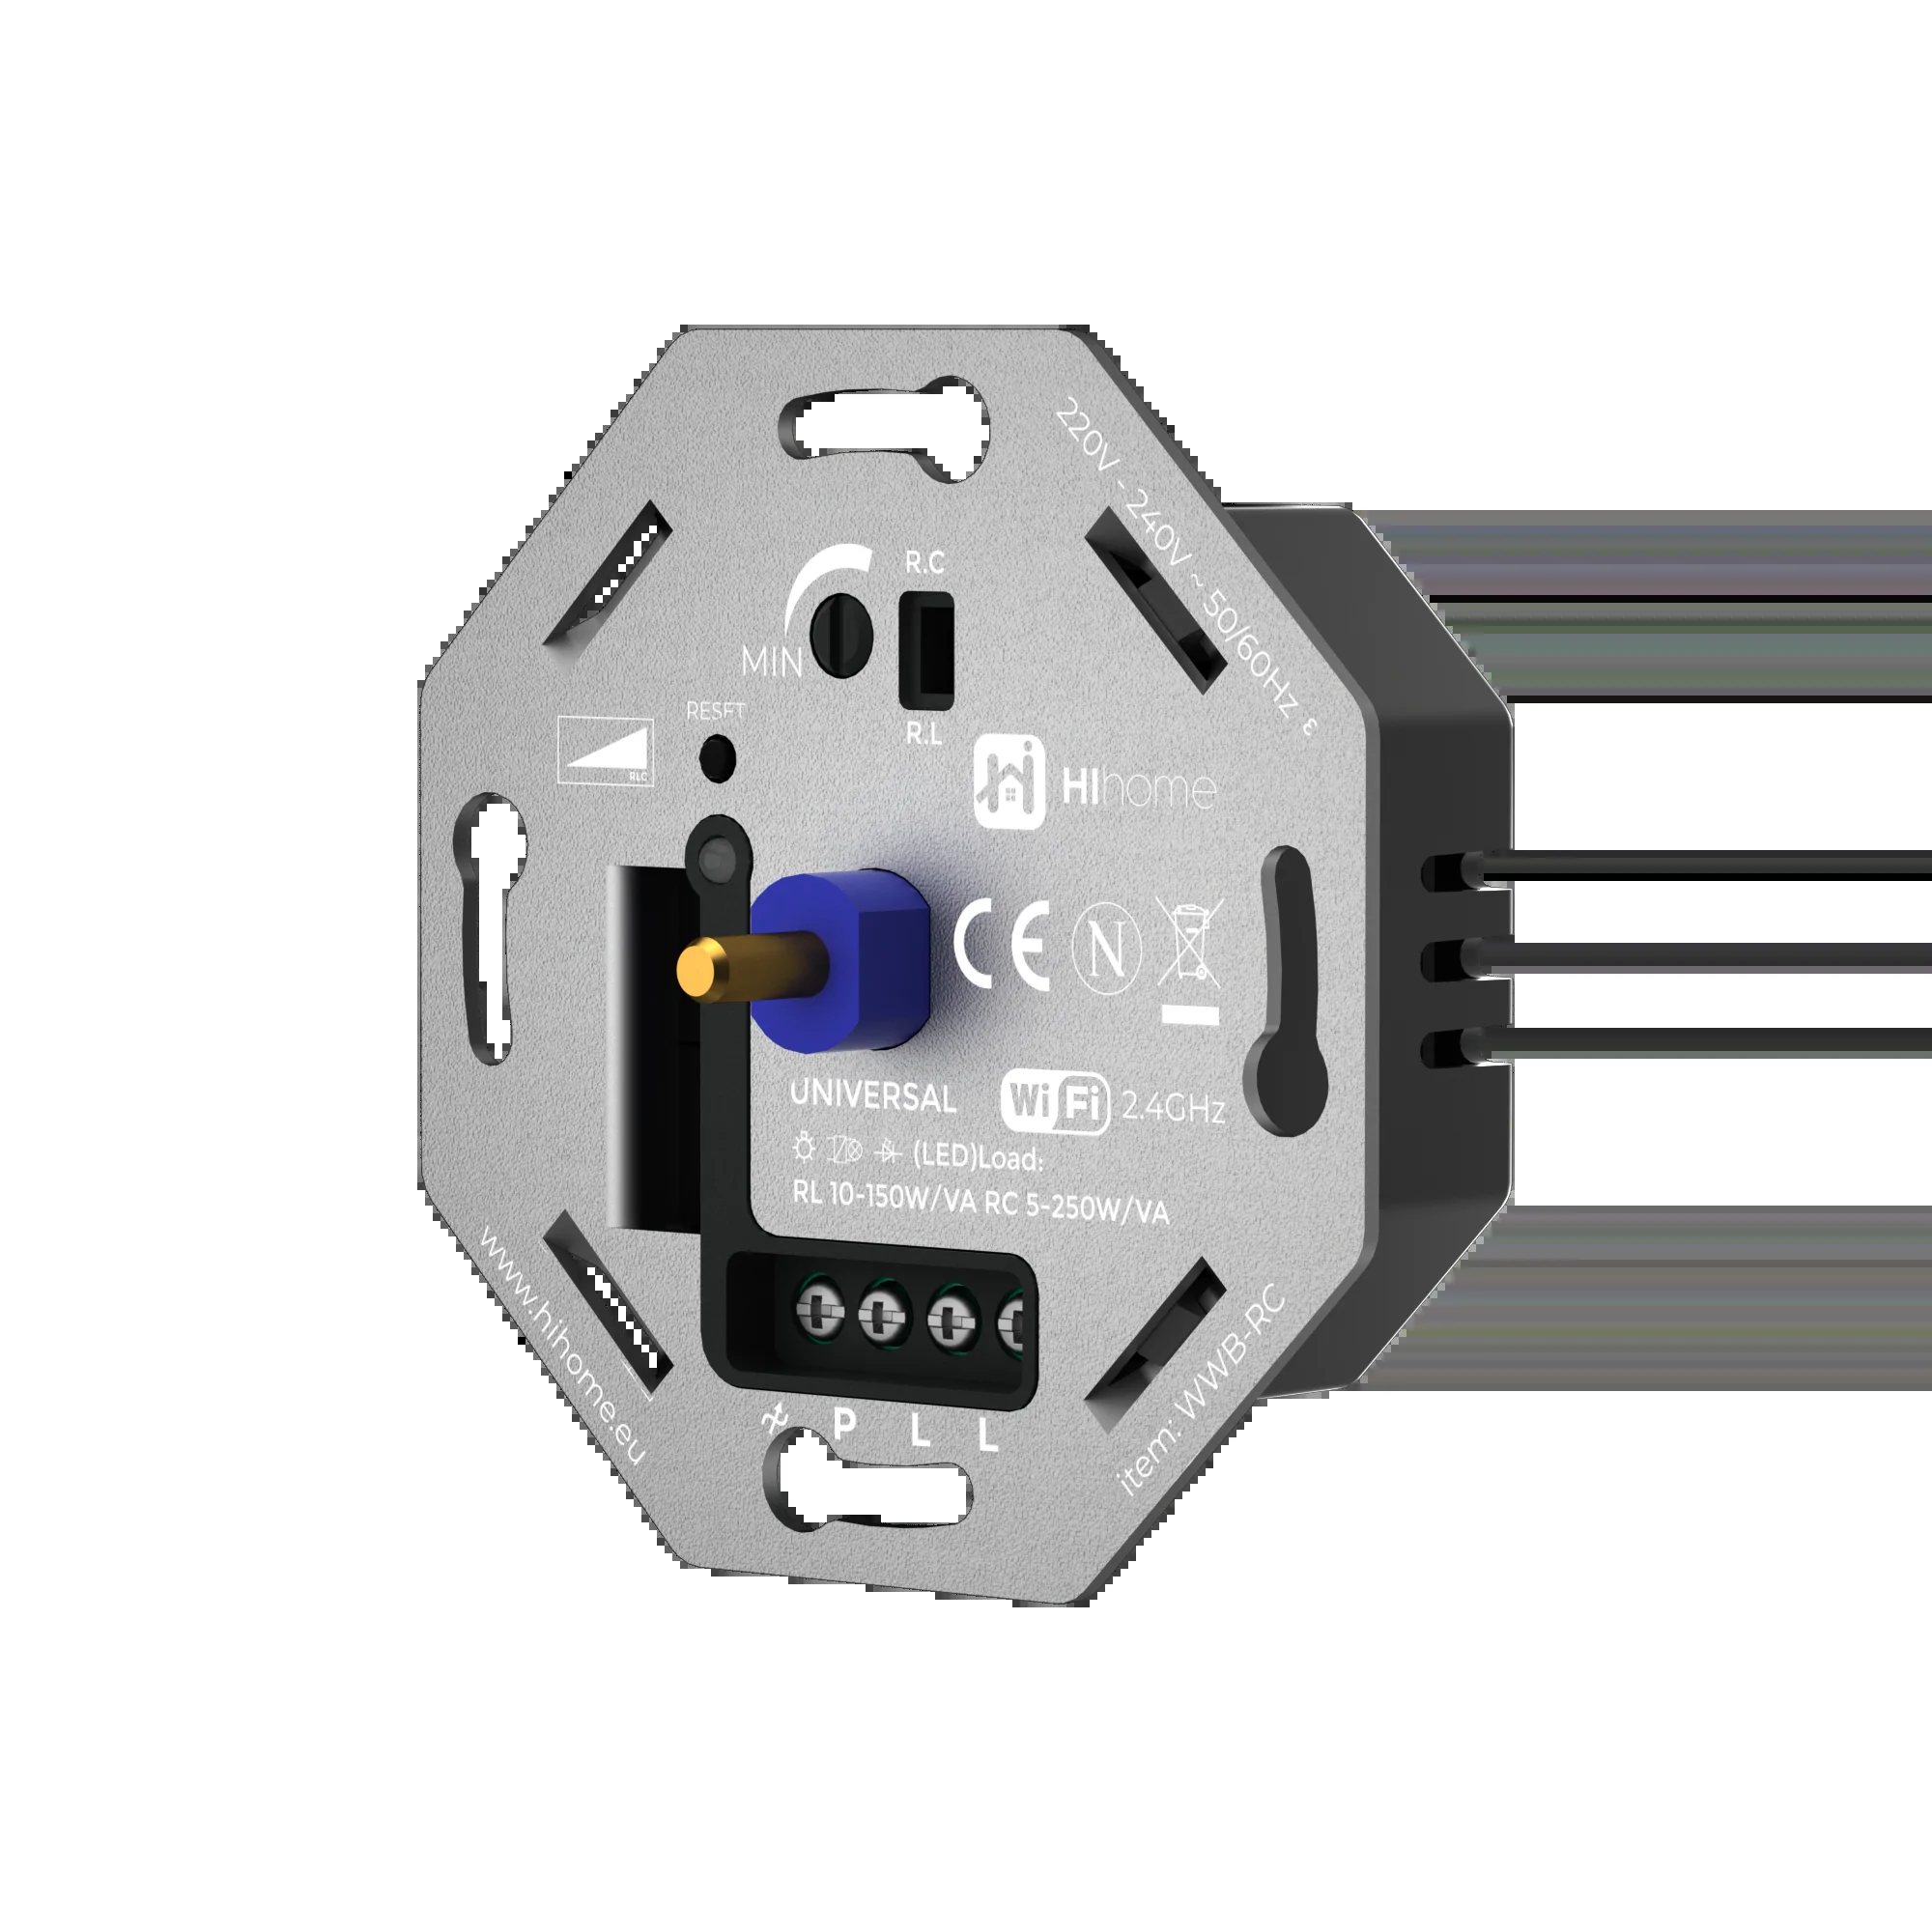 220V - 240V ~ 50/60Hz ε
R.C
MIN
R.L
RESET
RLC
Hi HIhome
CE N
UNIVERSAL WiFi 2.4GHz
(LED)Load:
RL 10-150W/VA RC 5-250W/VA
P L L
www.hihome.eu
item: WWB-RC